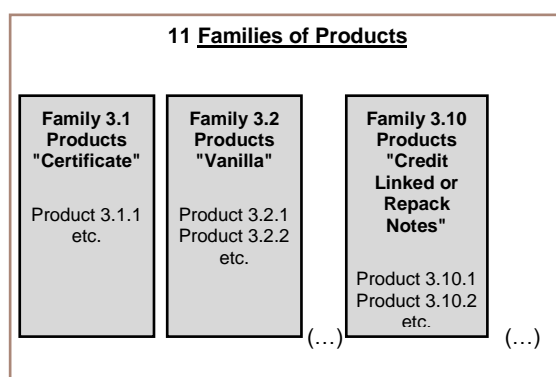 11 Families of Products
Family 3.1
Products
"Certificate"
Product 3.1.1
etc.
Family 3.2
Products
"Vanilla"
Product 3.2.1
Product 3.2.2
etc.
(…)
Family 3.10
Products
"Credit
Linked or
Repack
Notes"
Product 3.10.1
Product 3.10.2
etc.
(…)